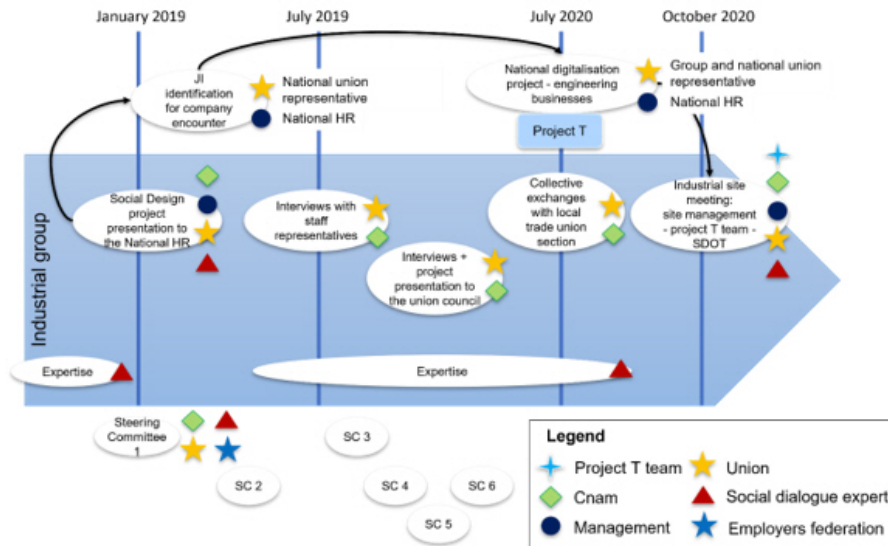 January 2019
July 2019
July 2020
October 2020
JI
identification
for company
encounter
National union
representative
National HR
National digitalisation
project - engineering
businesses
Group and national union
representative
National HR
Project T
Industrial group
Social Design
project
presentation to
the National HR
Interviews with
staff
representatives
Interviews +
project
presentation to
the union council
Collective
exchanges
with local
trade union
section
Industrial site
meeting:
site management
- project T team -
SDOT
Expertise
Expertise
Steering
Committee
1
SC 2
SC 3
SC 4
SC 5
SC 6
Legend
Project T team
Union
Cnam
Social dialogue expert
Management
Employers federation